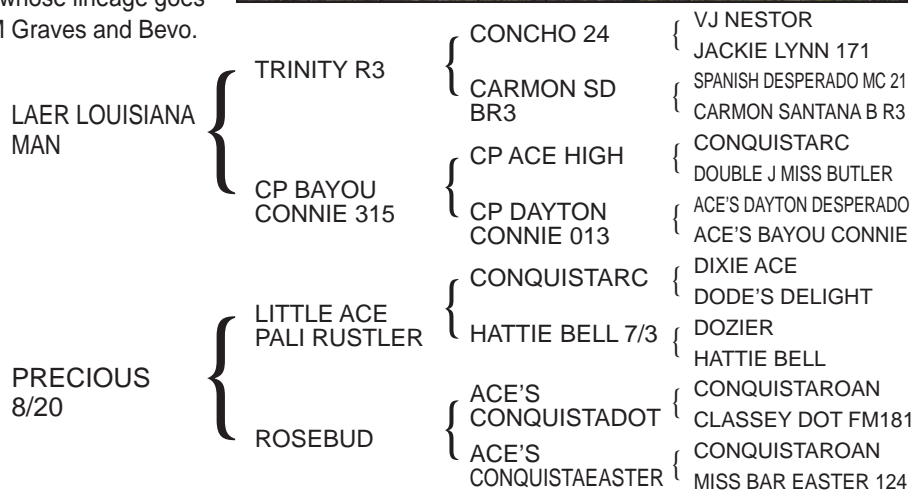 whose lineage goes
M Graves and Bevo.
LAER LOUISIANA
MAN
TRINITY R3
CONCHO 24
VJ NESTOR
JACKIE LYNN 171
CARMON SD
BR3
SPANISH DESPERADO MC 21
CARMON SANTANA B R3
CP BAYOU
CONNIE 315
CP ACE HIGH
CONQUISTARC
DOUBLE J MISS BUTLER
CP DAYTON
CONNIE 013
ACE'S DAYTON DESPERADO
ACE'S BAYOU CONNIE
PRECIOUS
8/20
LITTLE ACE
PALI RUSTLER
CONQUISTARC
DIXIE ACE
DODE'S DELIGHT
HATTIE BELL 7/3
DOZIER
HATTIE BELL
ROSEBUD
ACE'S
CONQUISTADOT
CONQUISTAROAN
CLASSEY DOT FM181
ACE'S
CONQUISTAEASTER
CONQUISTAROAN
MISS BAR EASTER 124